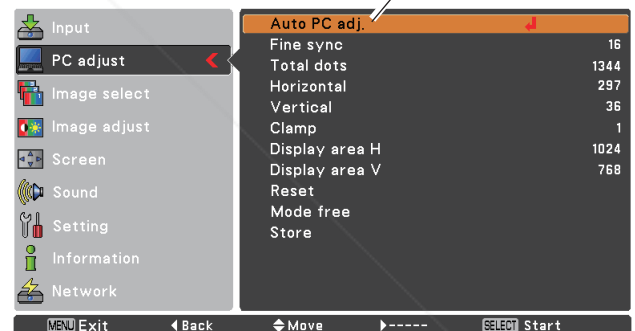 Input
PC adjust
Image select
Image adjust
Screen
Sound
Setting
Information
Network
Auto PC adj.
Fine sync 16
Total dots 1344
Horizontal 297
Vertical 36
Clamp 1
Display area H 1024
Display area V 768
Reset
Mode free
Store
MENU Exit ◀Back Move ▶----- SELECT Start